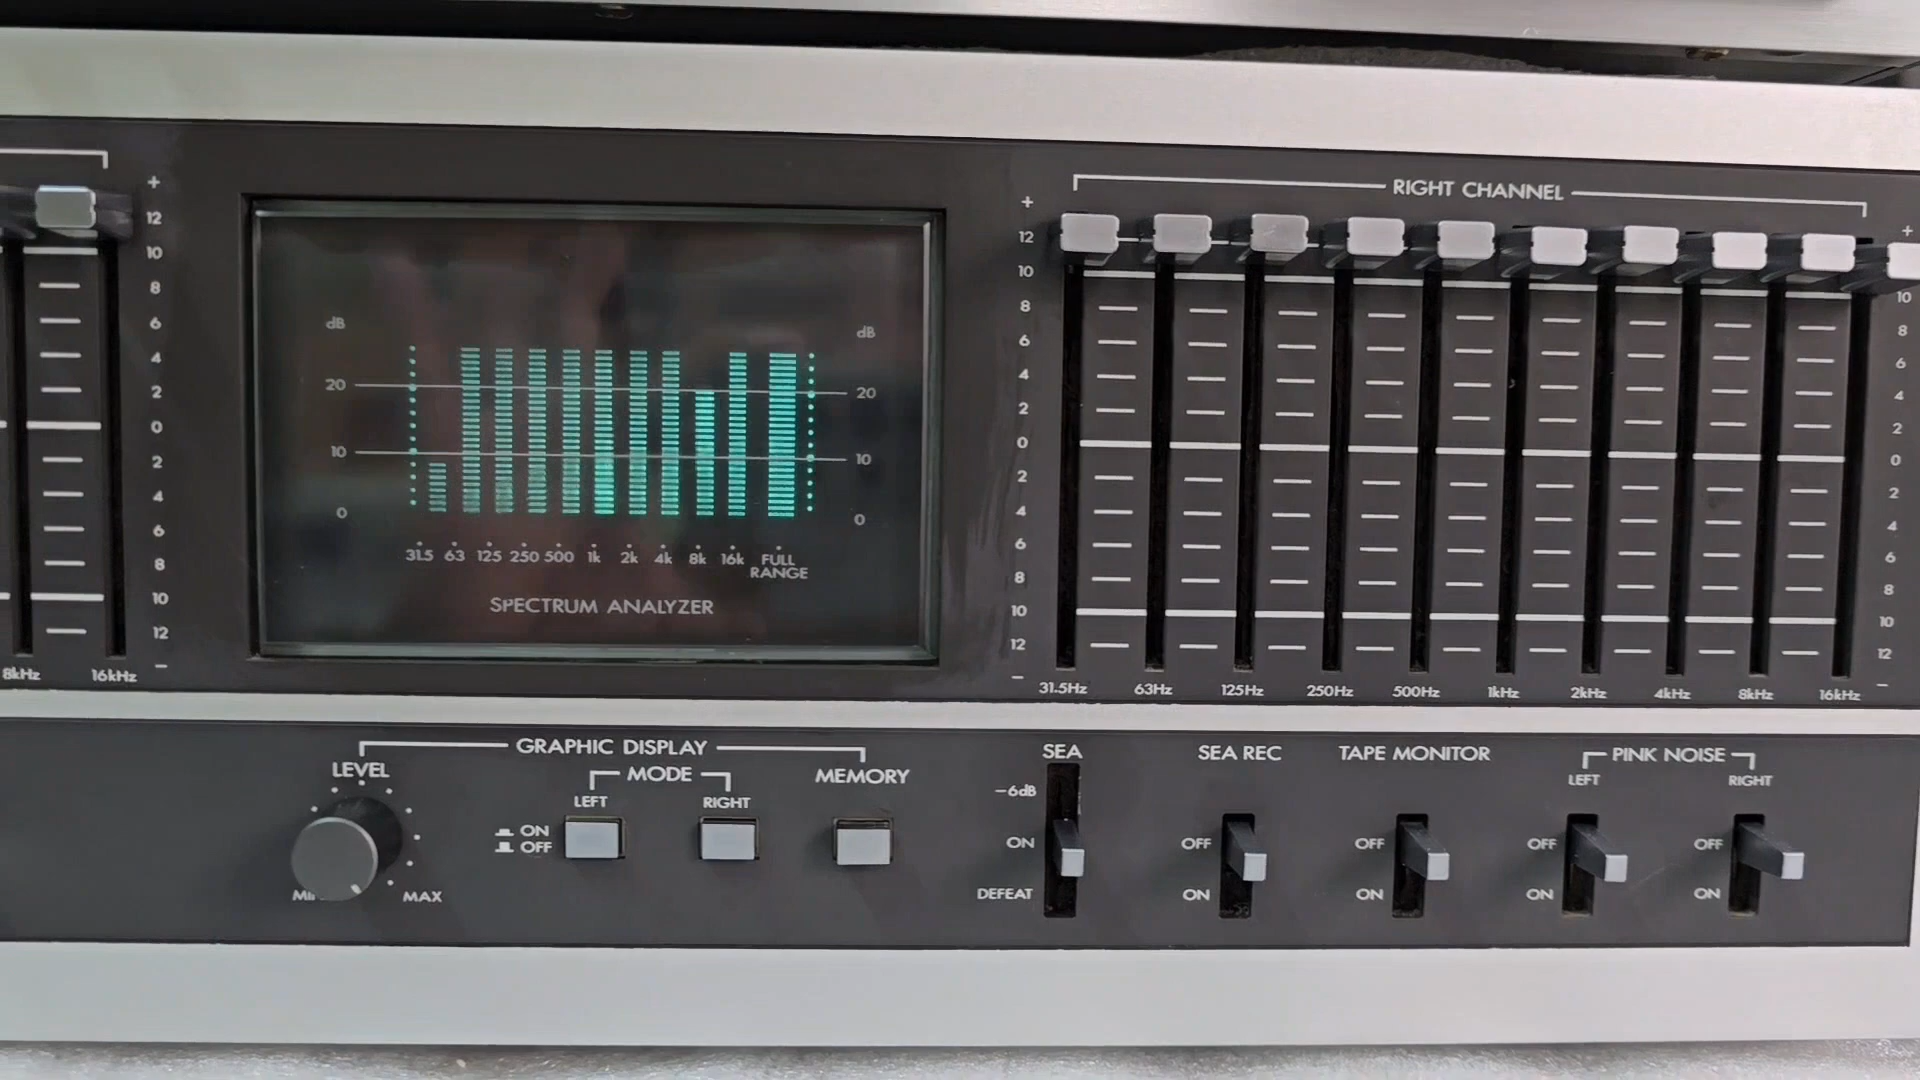 RIGHT CHANNEL
+
12
10
8
6
4
2
0
2
4
6
8
10
12
−
8kHz 16kHz
dB dB
20 20
10 10
0 0
31.5 63 125 250 500 1k 2k 4k 8k 16k FULL
RANGE
SPECTRUM ANALYZER
+
12
10
8
6
4
2
0
2
4
6
8
10
12
−
31.5Hz 63Hz 125Hz 250Hz 500Hz 1kHz 2kHz 4kHz 8kHz 16kHz
+
10
8
6
4
2
0
2
4
6
8
10
12
−
GRAPHIC DISPLAY
LEVEL
MODE
MEMORY
LEFT RIGHT
ON
OFF
MAX
SEA
−6dB
ON
DEFEAT
SEA REC
OFF
ON
TAPE MONITOR
OFF
ON
PINK NOISE
LEFT RIGHT
OFF OFF
ON ON